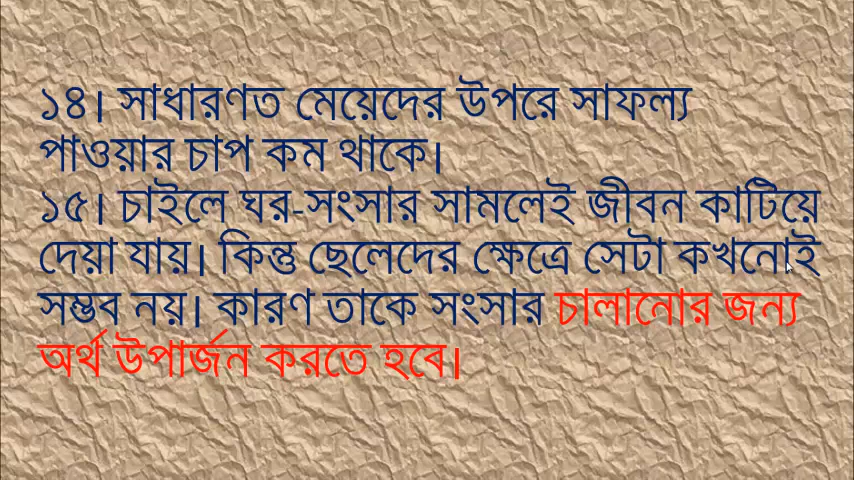 ১৪। সাধারণত মেয়েদের উপরে সাফল্য
পাওয়ার চাপ কম থাকে।
১৫। চাইলে ঘর-সংসার সামলেই জীবন কাটিয়ে
দেয়া যায়। কিন্তু ছেলেদের ক্ষেত্রে সেটা কখনোই
সম্ভব নয়। কারণ তাকে সংসার চালানোর জন্য
অর্থ উপার্জন করতে হবে।